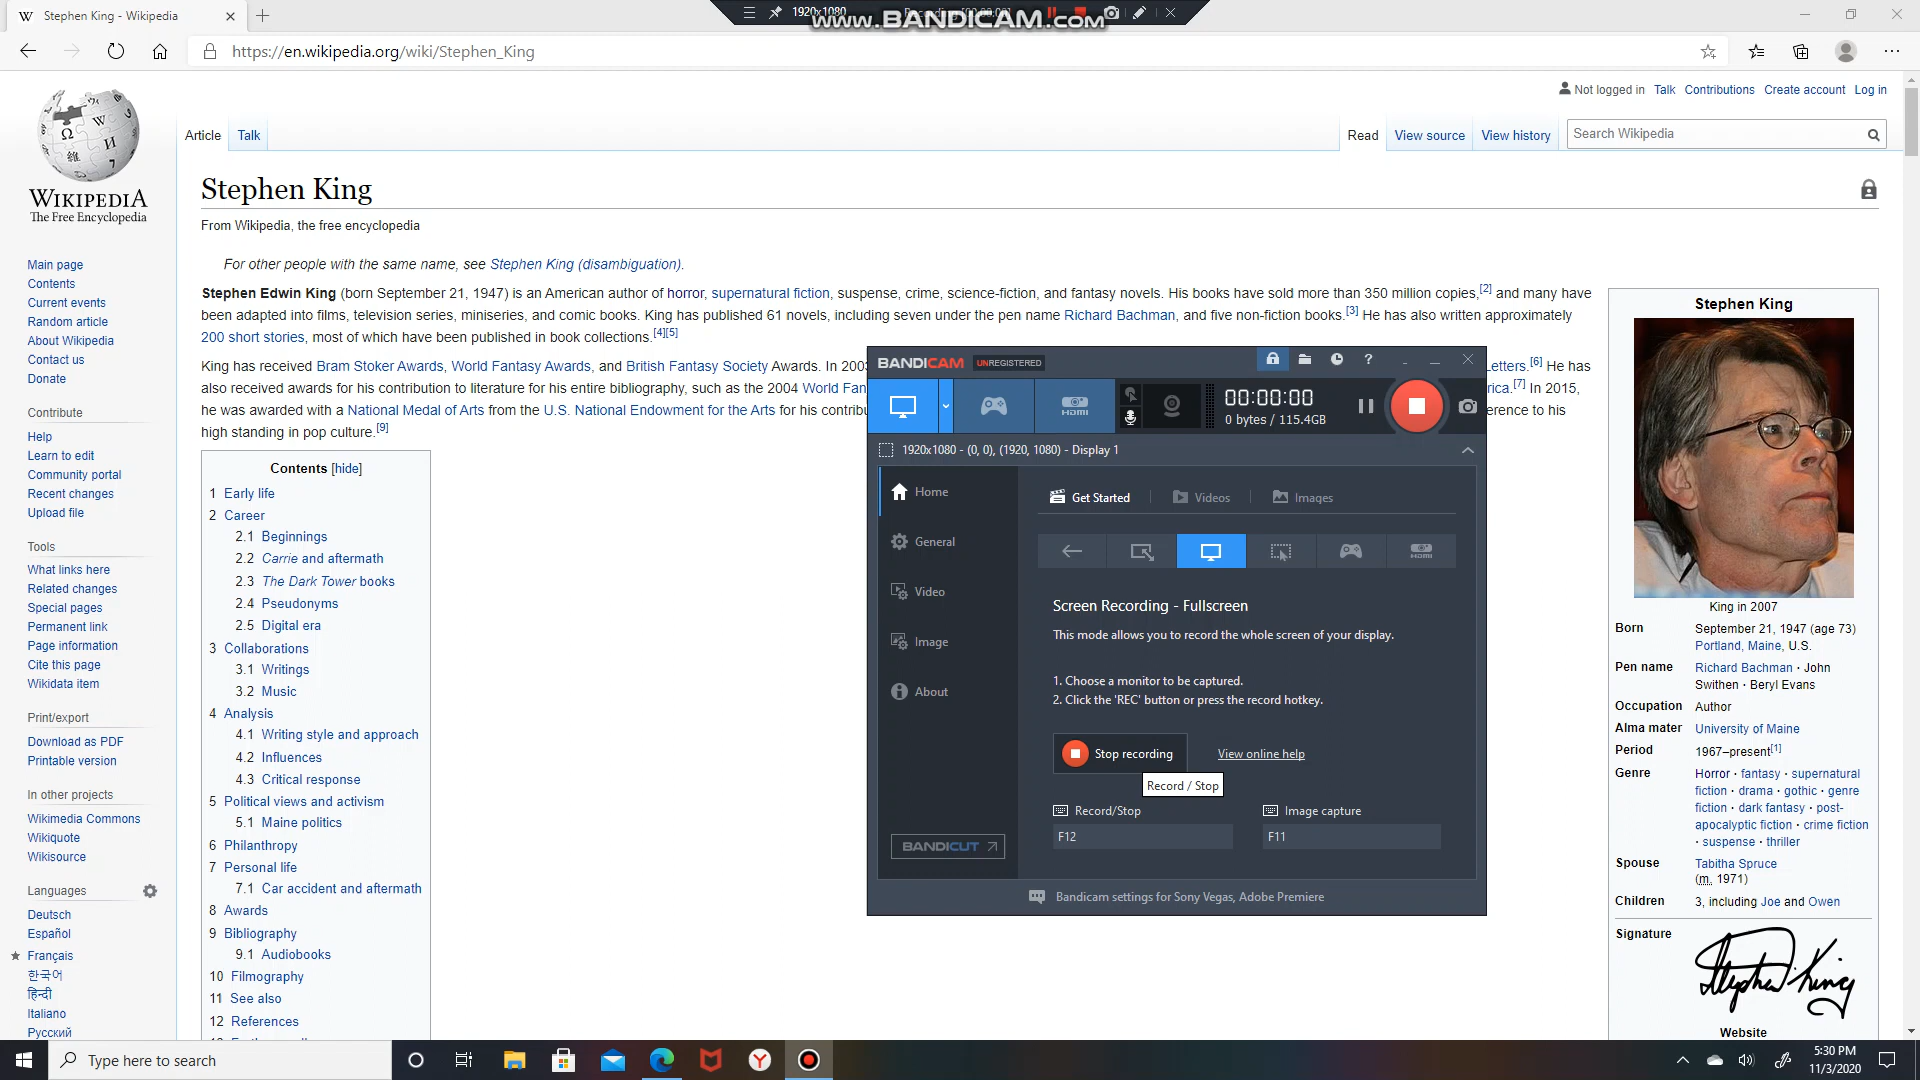 Stephen King - Wikipedia
1920x1080
www.BANDICAM.com
https://en.wikipedia.org/wiki/Stephen_King
Not logged in Talk Contributions Create account Log in
Article Talk
Read View source View history Search Wikipedia
WIKIPEDIA
The Free Encyclopedia
Main page
Contents
Current events
Random article
About Wikipedia
Contact us
Donate
Contribute
Help
Learn to edit
Community portal
Recent changes
Upload file
Tools
What links here
Related changes
Special pages
Permanent link
Page information
Cite this page
Wikidata item
Print/export
Download as PDF
Printable version
In other projects
Wikimedia Commons
Wikiquote
Wikisource
Languages
Deutsch
Español
Français
한국어
हिन्दी
Italiano
Русский
Stephen King
From Wikipedia, the free encyclopedia
For other people with the same name, see Stephen King (disambiguation).
Stephen Edwin King (born September 21, 1947) is an American author of horror, supernatural fiction, suspense, crime, science-fiction, and fantasy novels. His books have sold more than 350 million copies,[2] and many have
been adapted into films, television series, miniseries, and comic books. King has published 61 novels, including seven under the pen name Richard Bachman, and five non-fiction books.[3] He has also written approximately
200 short stories, most of which have been published in book collections.[4][5]
King has received Bram Stoker Awards, World Fantasy Awards, and British Fantasy Society Awards. In 2003
Letters.[6] He has
also received awards for his contribution to literature for his entire bibliography, such as the 2004 World Fan
rica.[7] In 2015,
he was awarded with a National Medal of Arts from the U.S. National Endowment for the Arts for his contribu
erence to his
high standing in pop culture.[9]
Contents [hide]
1 Early life
2 Career
2.1 Beginnings
2.2 Carrie and aftermath
2.3 The Dark Tower books
2.4 Pseudonyms
2.5 Digital era
3 Collaborations
3.1 Writings
3.2 Music
4 Analysis
4.1 Writing style and approach
4.2 Influences
4.3 Critical response
5 Political views and activism
5.1 Maine politics
6 Philanthropy
7 Personal life
7.1 Car accident and aftermath
8 Awards
9 Bibliography
9.1 Audiobooks
10 Filmography
11 See also
12 References
BANDICAM UNREGISTERED
HDMI
00:00:00
0 bytes / 115.4GB
1920x1080 - (0, 0), (1920, 1080) - Display 1
Home
General
Video
Image
About
BANDICUT
Get Started Videos Images
HDMI
Screen Recording - Fullscreen
This mode allows you to record the whole screen of your display.
1. Choose a monitor to be captured.
2. Click the 'REC' button or press the record hotkey.
Stop recording View online help
Record / Stop
Record/Stop Image capture
F12 F11
Bandicam settings for Sony Vegas, Adobe Premiere
Stephen King
King in 2007
Born September 21, 1947 (age 73)
Portland, Maine, U.S.
Pen name Richard Bachman · John
Swithen · Beryl Evans
Occupation Author
Alma mater University of Maine
Period 1967–present[1]
Genre Horror · fantasy · supernatural
fiction · drama · gothic · genre
fiction · dark fantasy · post-
apocalyptic fiction · crime fiction
· suspense · thriller
Spouse Tabitha Spruce
(m. 1971)
Children 3, including Joe and Owen
Signature
Stephen King
Website
Type here to search
5:30 PM
11/3/2020